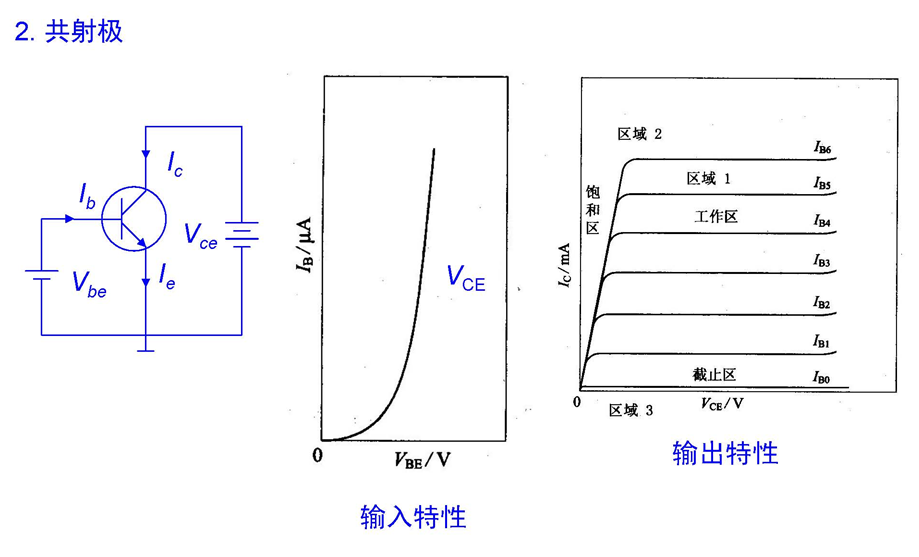 2. 共射极
I_c
I_b
V_ce
V_be
I_e
I_B/μA
V_CE
0
V_BE/V
输入特性
区域 2
I_B6
区域 1
I_B5
饱和区
工作区
I_B4
I_C/mA
I_B3
I_B2
I_B1
截止区
I_B0
0
区域 3
V_CE/V
输出特性